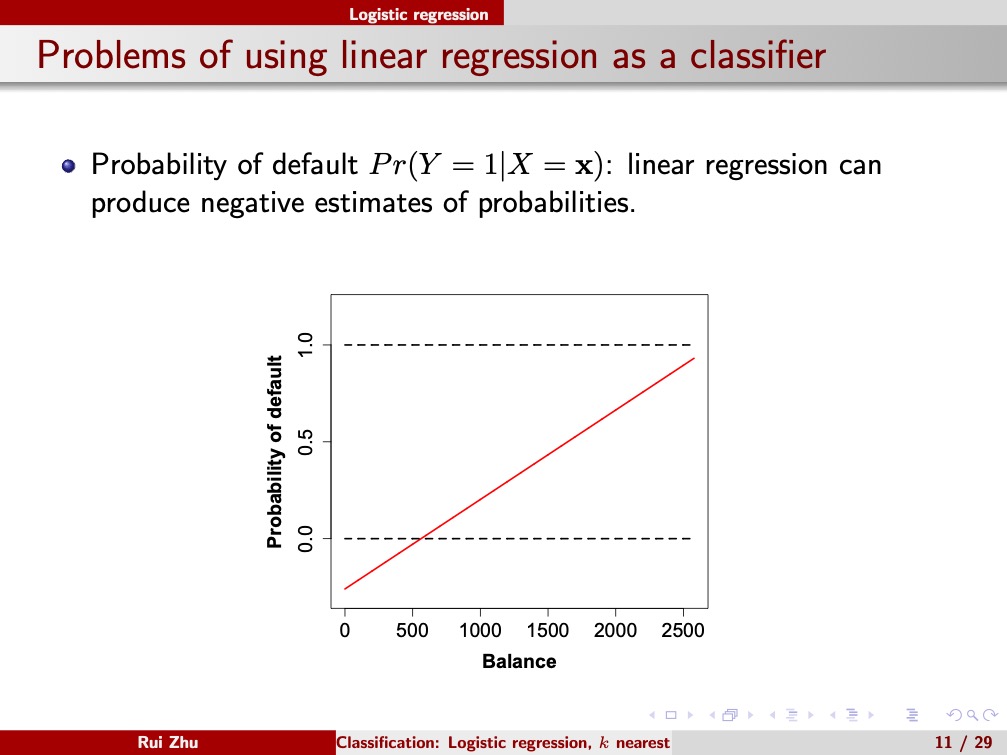 Logistic regression
Problems of using linear regression as a classifier
Probability of default Pr(Y = 1|X = x): linear regression can
produce negative estimates of probabilities.
Probability of default
1.0
0.5
0.0
0 500 1000 1500 2000 2500
Balance
Rui Zhu Classification: Logistic regression, k nearest 11 / 29